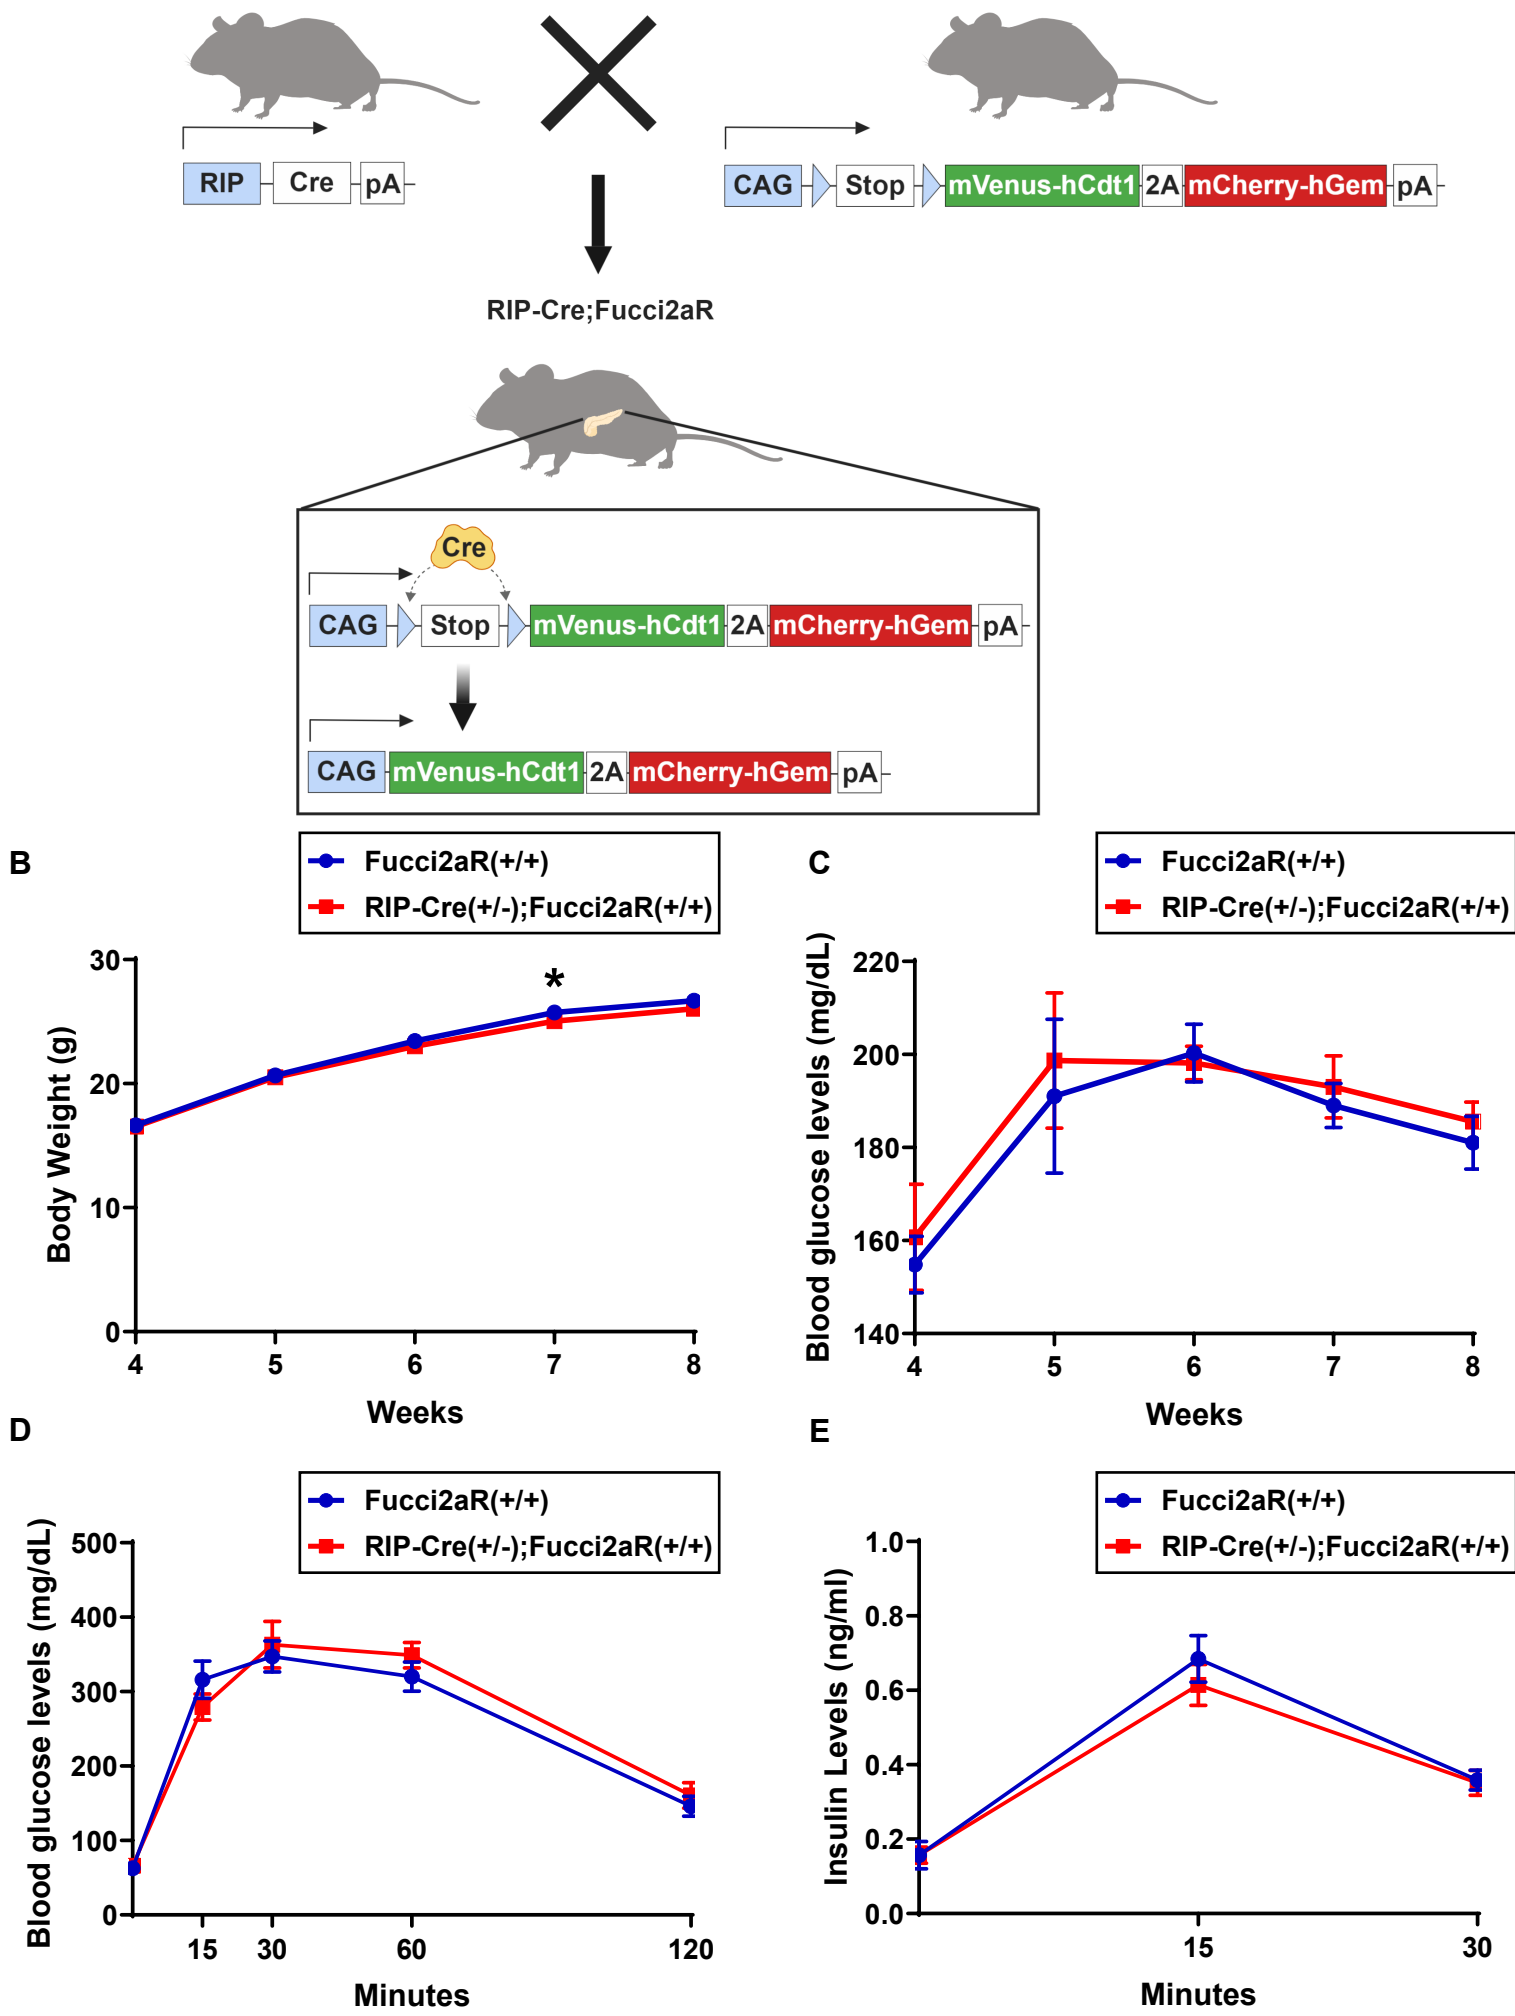 RIP Cre pA
CAG Stop mVenus-hCdt1 2A mCherry-hGem pA
RIP-Cre;Fucci2aR
Cre
CAG Stop mVenus-hCdt1 2A mCherry-hGem pA
CAG mVenus-hCdt1 2A mCherry-hGem pA
B
Fucci2aR(+/+)
RIP-Cre(+/-);Fucci2aR(+/+)
*
Body Weight (g)
30
20
10
0
4 5 6 7 8
Weeks
C
Fucci2aR(+/+)
RIP-Cre(+/-);Fucci2aR(+/+)
Blood glucose levels (mg/dL)
220
200
180
160
140
4 5 6 7 8
Weeks
D
Fucci2aR(+/+)
RIP-Cre(+/-);Fucci2aR(+/+)
Blood glucose levels (mg/dL)
500
400
300
200
100
0
15 30 60 120
Minutes
E
Fucci2aR(+/+)
RIP-Cre(+/-);Fucci2aR(+/+)
Insulin Levels (ng/ml)
1.0
0.8
0.6
0.4
0.2
0.0
15 30
Minutes